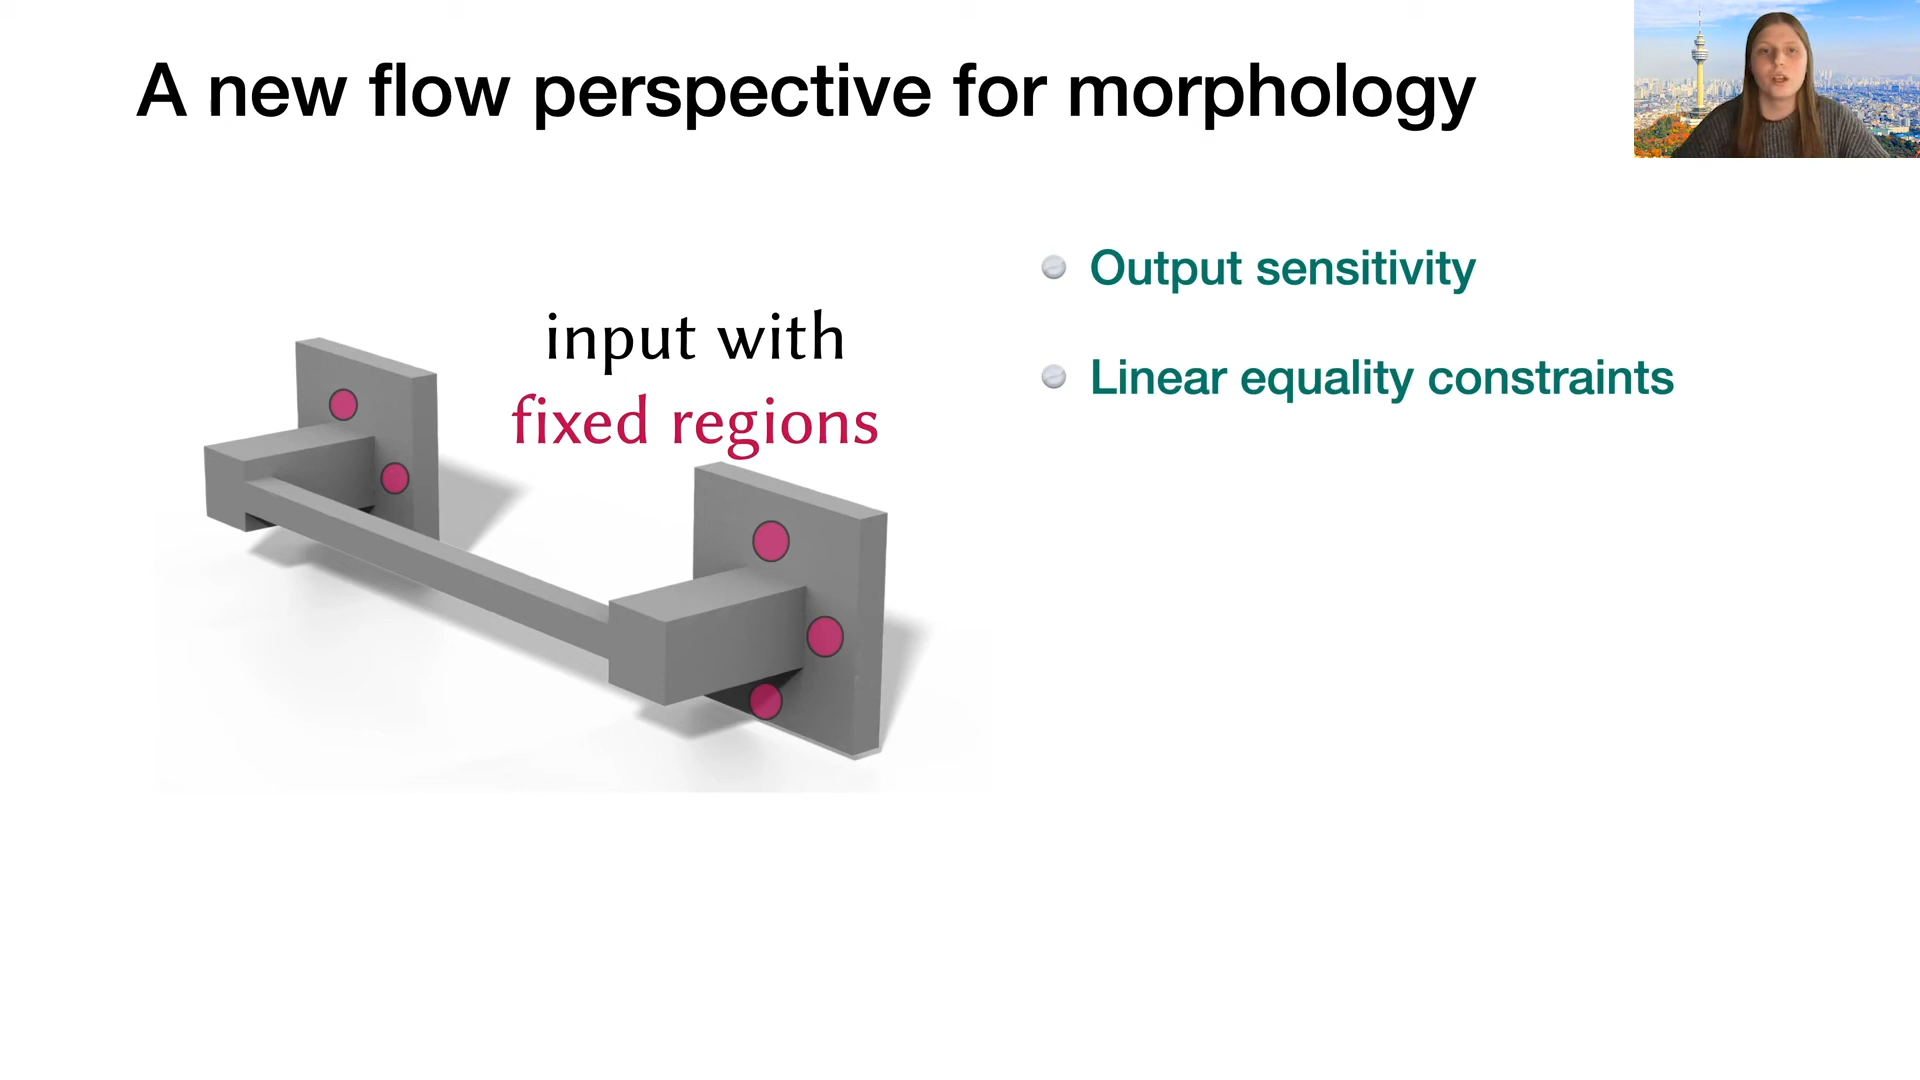 A new flow perspective for morphology
input with
fixed regions
Output sensitivity
Linear equality constraints